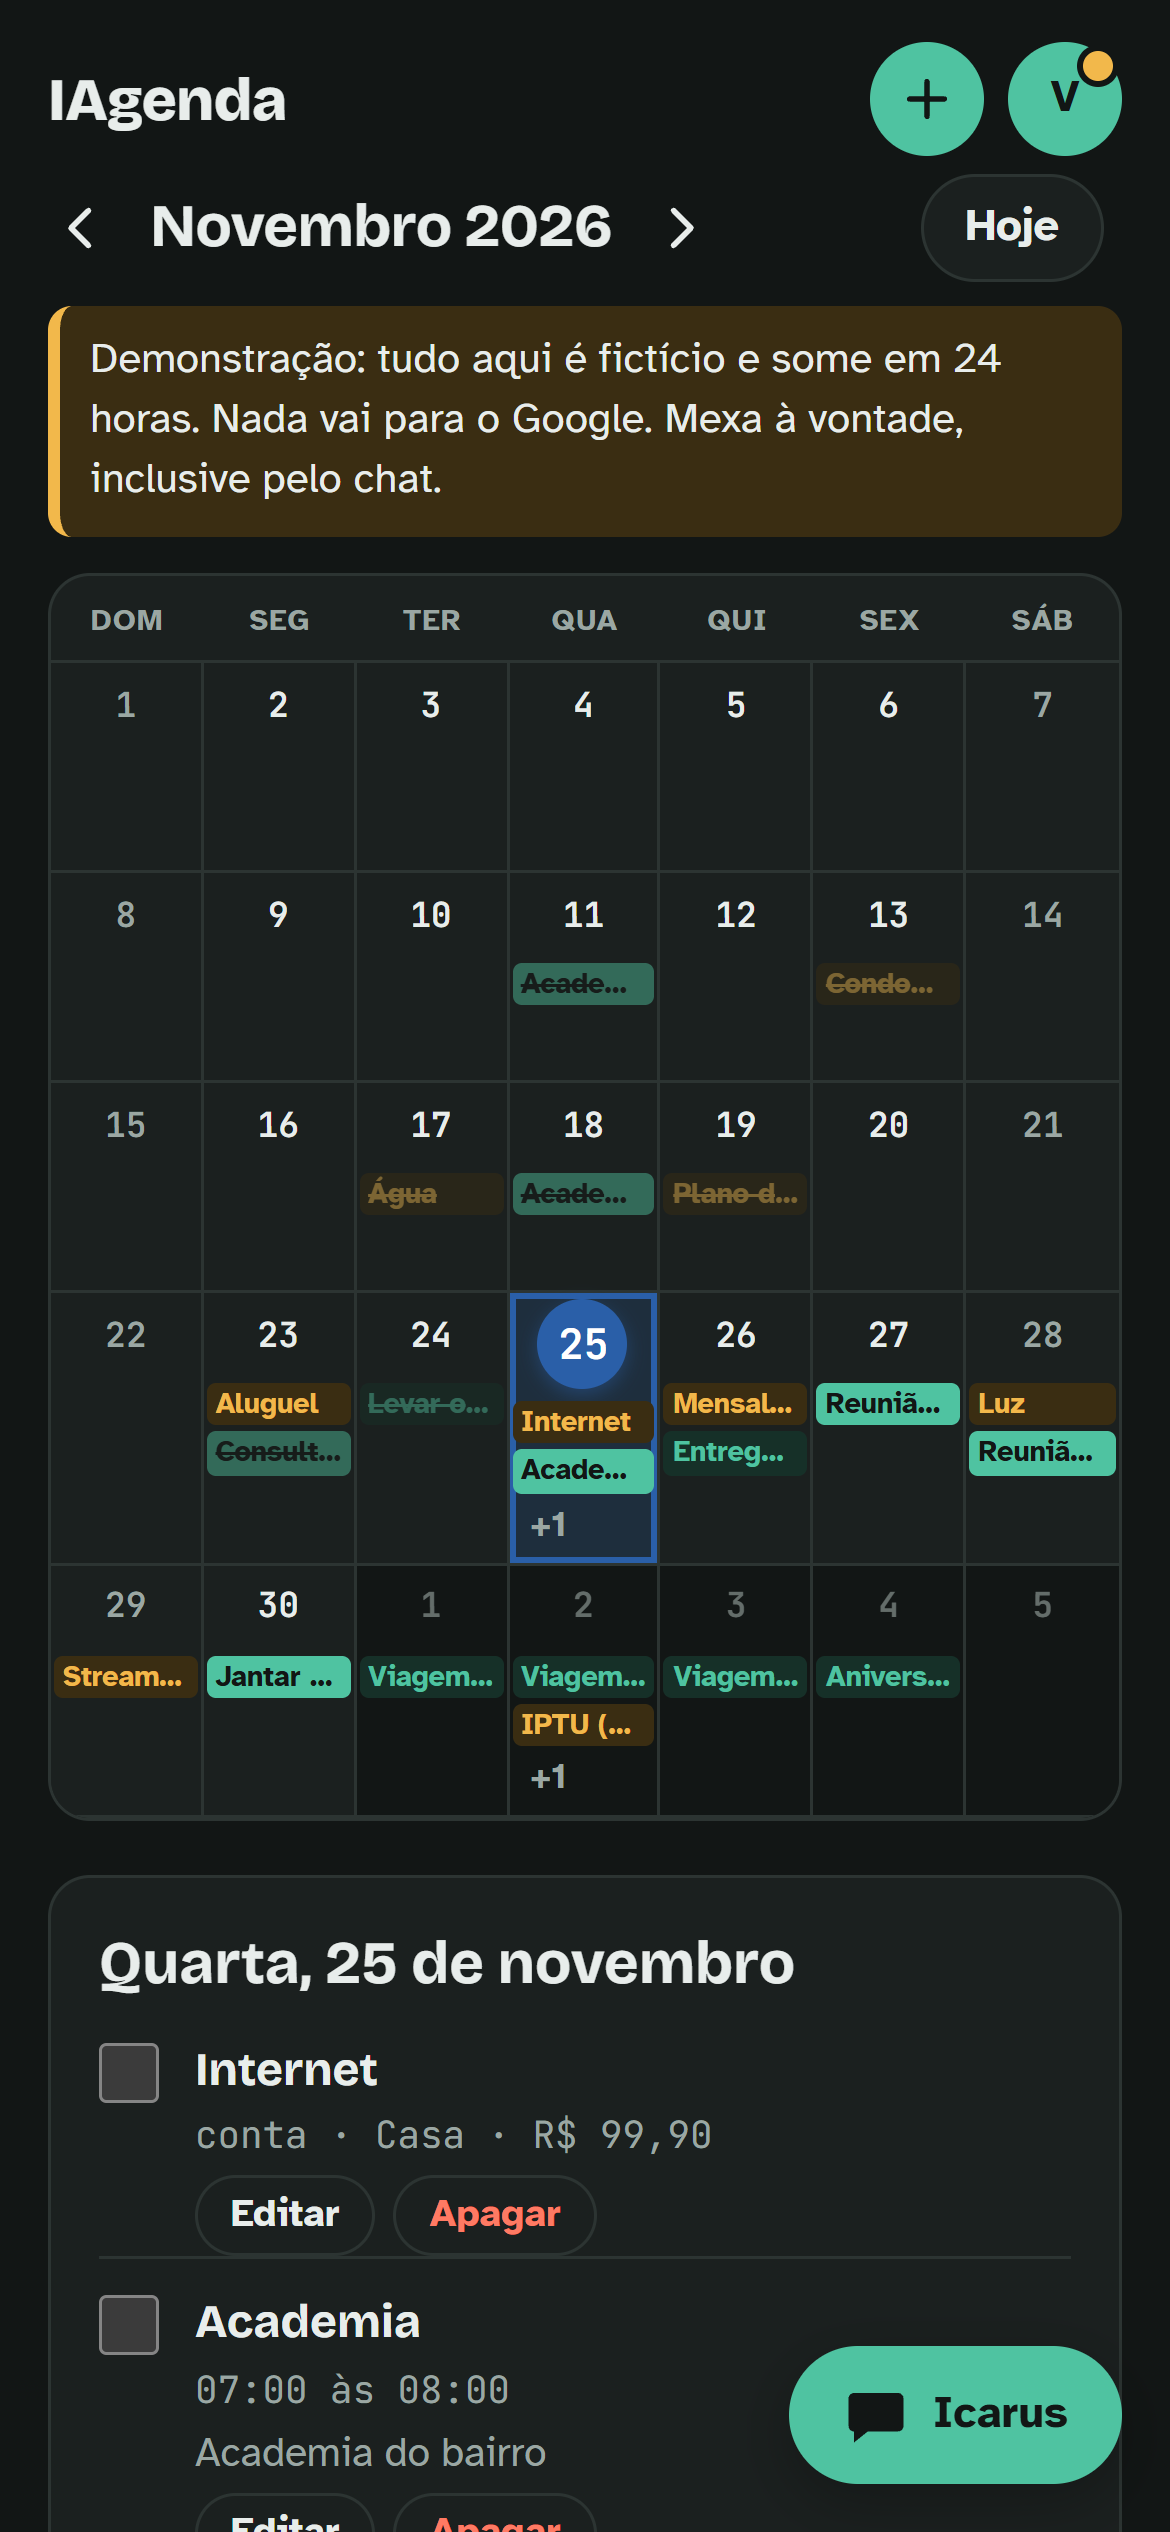 IAgenda
+
V
Novembro 2026
Hoje
Demonstração: tudo aqui é fictício e some em 24
horas. Nada vai para o Google. Mexa à vontade,
inclusive pelo chat.
DOM SEG TER QUA QUI SEX SÁB
1 2 3 4 5 6 7
8 9 10 11 12 13 14
Acade... Condo...
15 16 17 18 19 20 21
Água Acade... Plano d...
22 23 24 25 26 27 28
Aluguel Levar o... Internet Mensal... Reuniã... Luz
Consult... Acade... Entreg... Reuniã...
+1
29 30 1 2 3 4 5
Stream... Jantar ... Viagem... Viagem... Viagem... Anivers...
IPTU (...
+1
Quarta, 25 de novembro
Internet
conta · Casa · R$ 99,90
Editar Apagar
Academia
07:00 às 08:00
Academia do bairro
Icarus
Editar Apagar